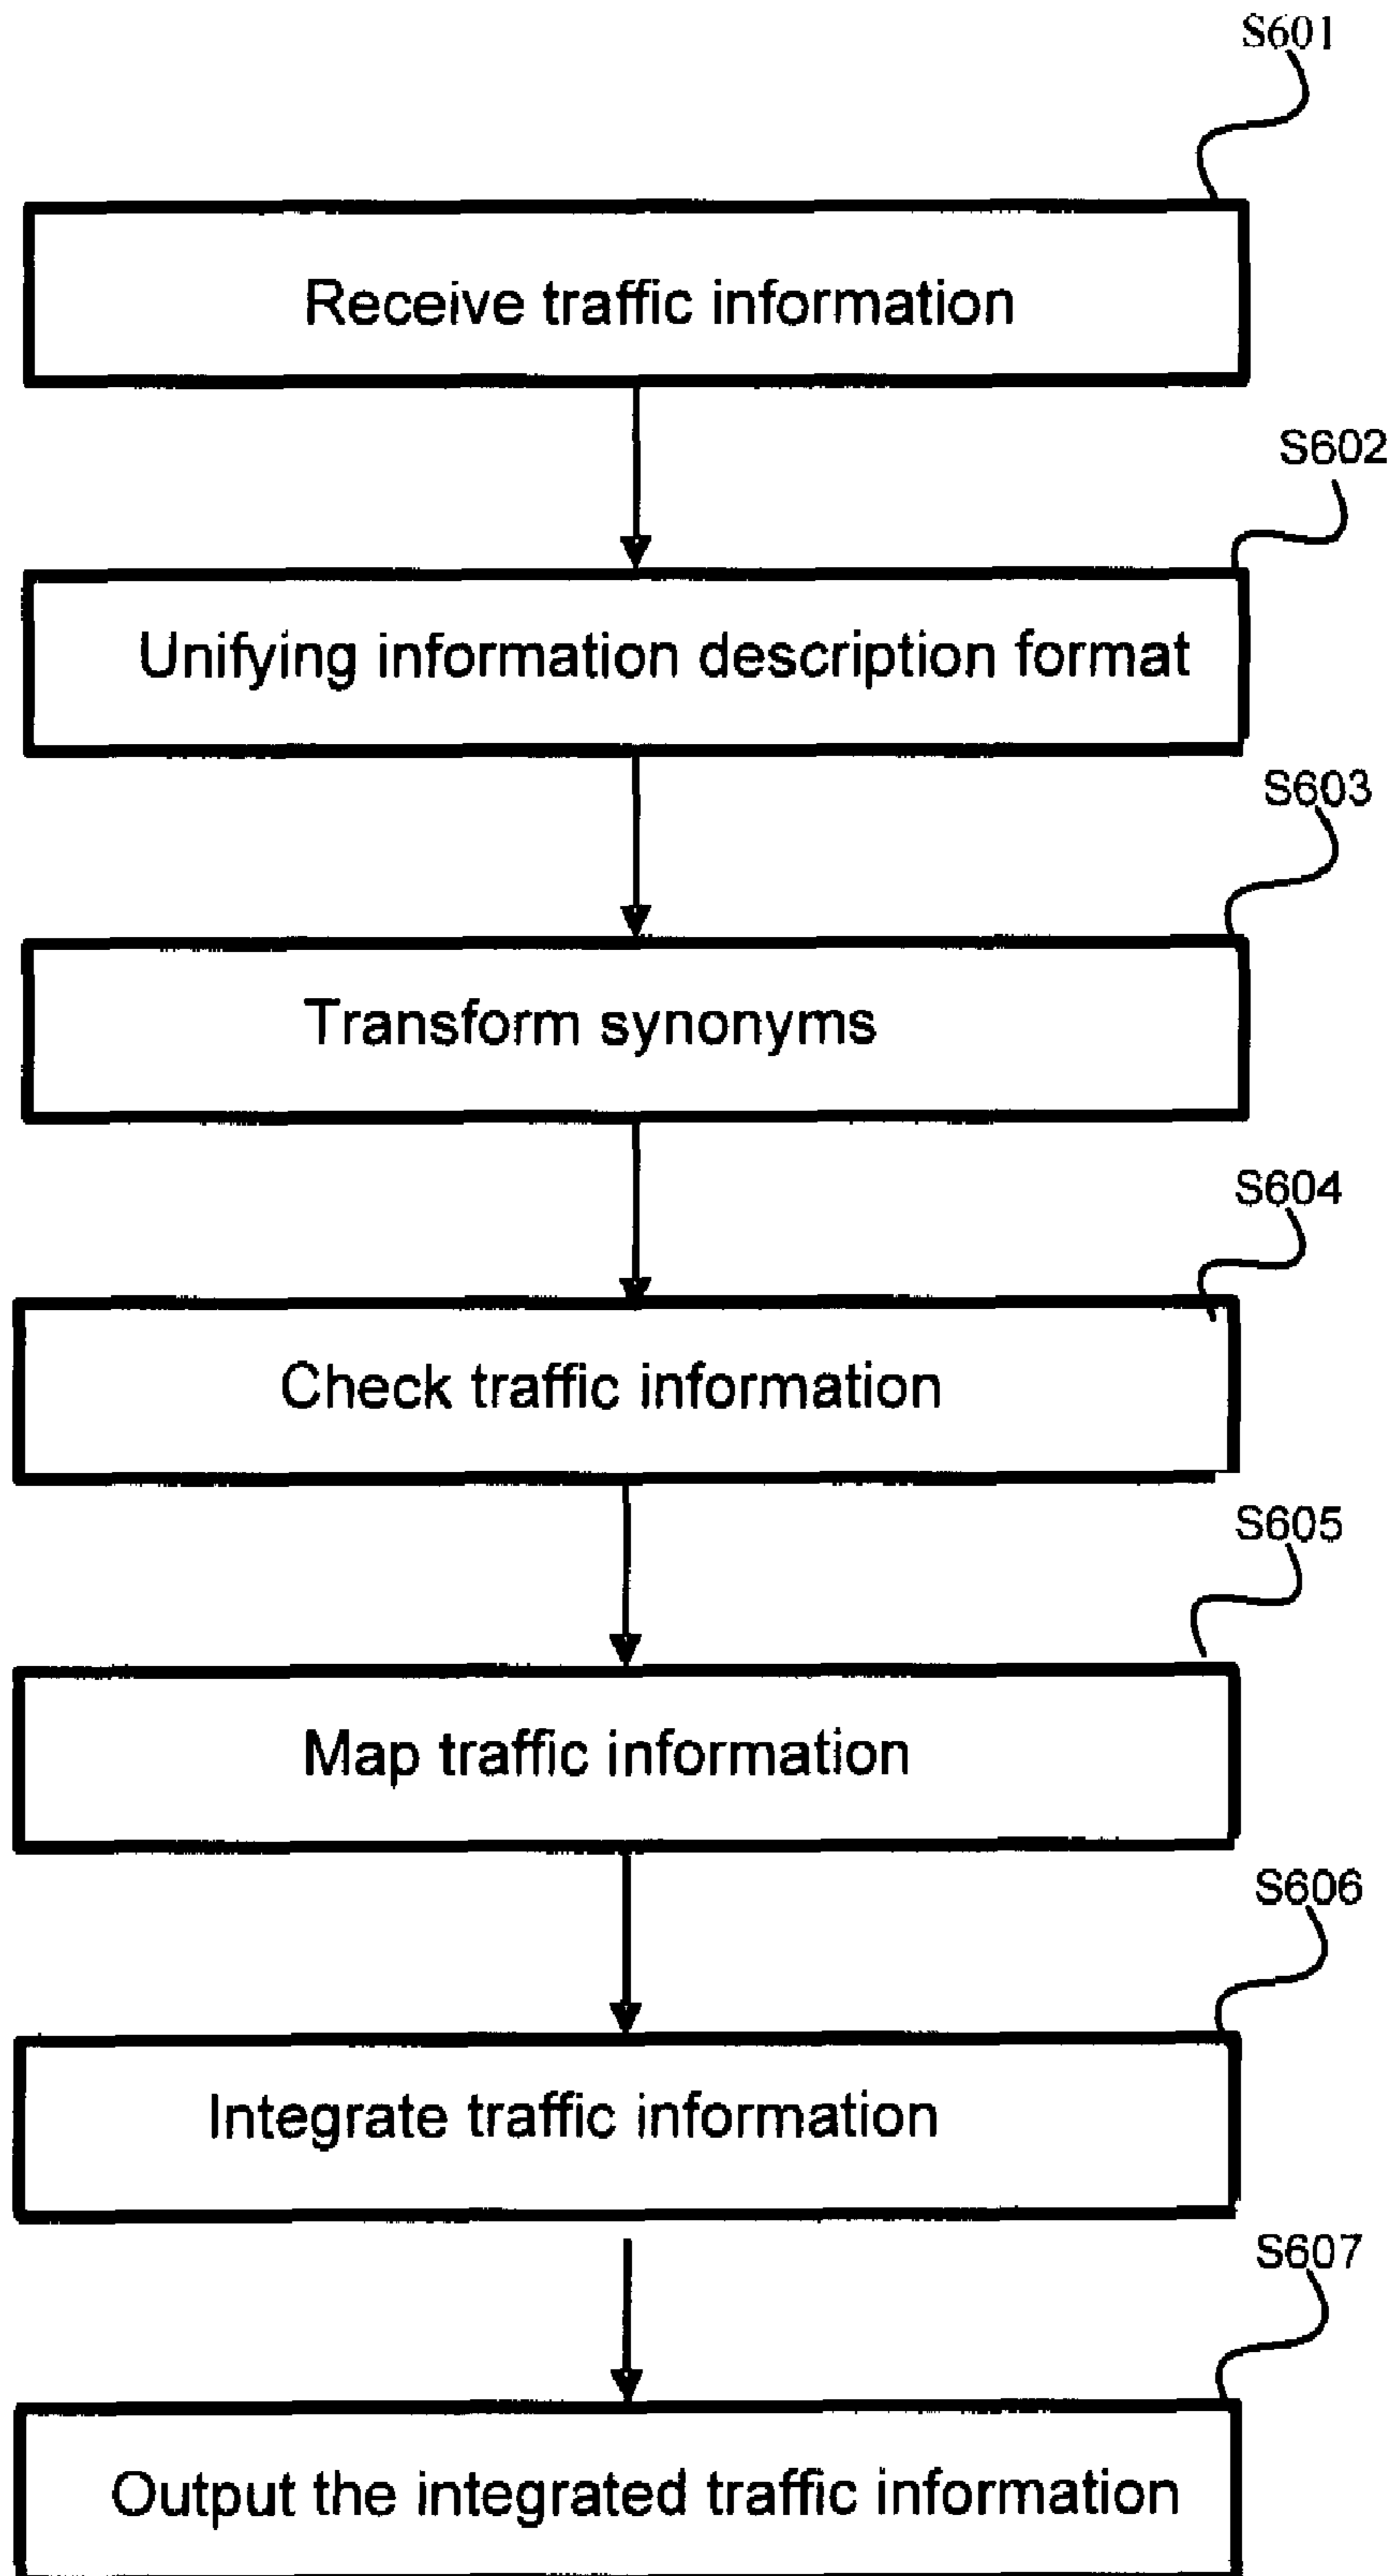 S601
Receive traffic information
S602
Unifying information description format
S603
Transform synonyms
S604
Check traffic information
S605
Map traffic information
S606
Integrate traffic information
S607
Output the integrated traffic information